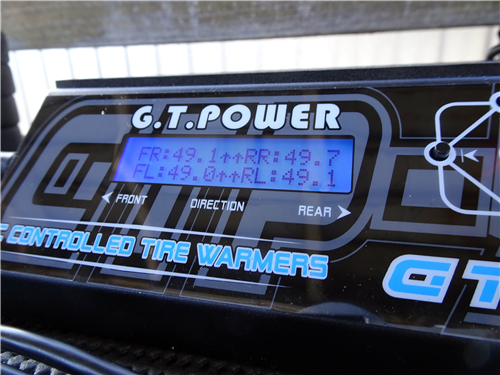 G.T.POWER
FR:49.1↑↑RR:49.7
FL:49.0↑↑RL:49.1
FRONT DIRECTION REAR
CONTROLLED TIRE WARMERS
GT